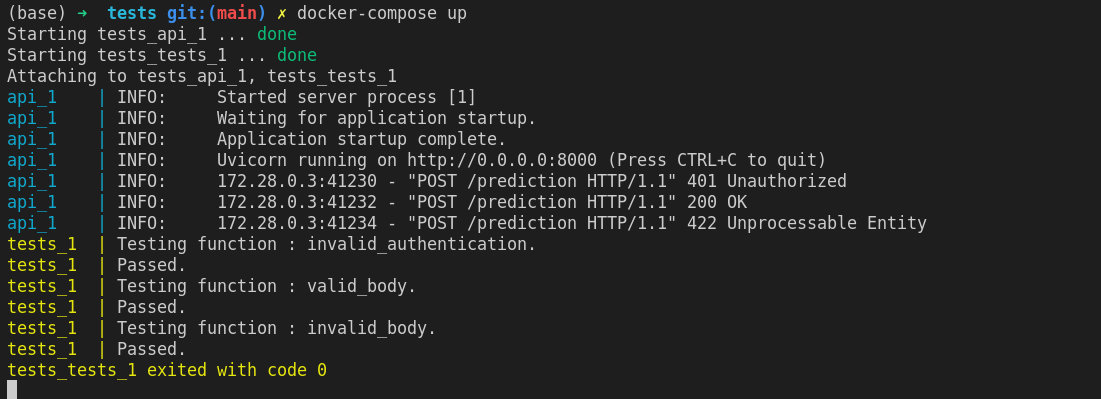 (base) ➜  tests git:(main) ✗ docker-compose up
Starting tests_api_1 ... done
Starting tests_tests_1 ... done
Attaching to tests_api_1, tests_tests_1
api_1    | INFO:     Started server process [1]
api_1    | INFO:     Waiting for application startup.
api_1    | INFO:     Application startup complete.
api_1    | INFO:     Uvicorn running on http://0.0.0.0:8000 (Press CTRL+C to quit)
api_1    | INFO:     172.28.0.3:41230 - "POST /prediction HTTP/1.1" 401 Unauthorized
api_1    | INFO:     172.28.0.3:41232 - "POST /prediction HTTP/1.1" 200 OK
api_1    | INFO:     172.28.0.3:41234 - "POST /prediction HTTP/1.1" 422 Unprocessable Entity
tests_1  | Testing function : invalid_authentication.
tests_1  | Passed.
tests_1  | Testing function : valid_body.
tests_1  | Passed.
tests_1  | Testing function : invalid_body.
tests_1  | Passed.
tests_tests_1 exited with code 0